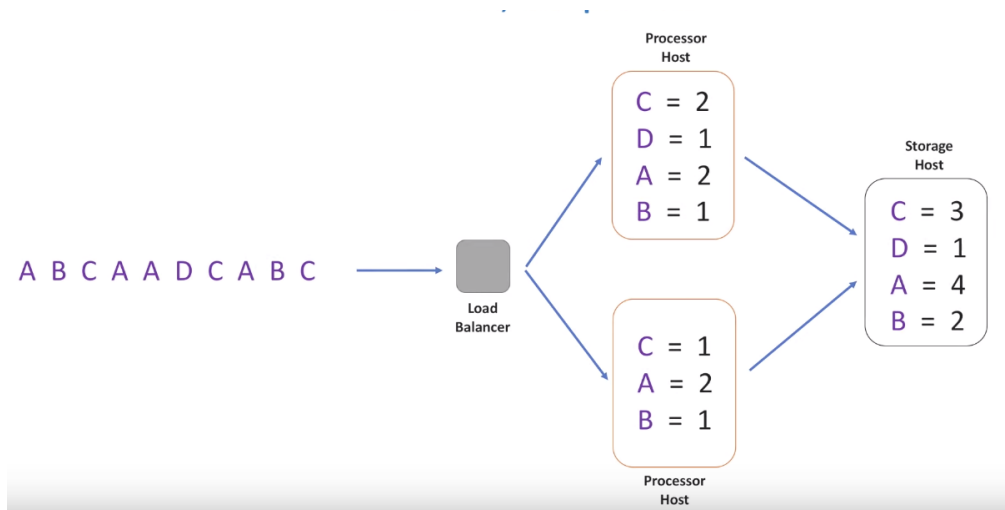 A B C A A D C A B C
Load
Balancer
Processor
Host
C = 2
D = 1
A = 2
B = 1
C = 1
A = 2
B = 1
Processor
Host
Storage
Host
C = 3
D = 1
A = 4
B = 2